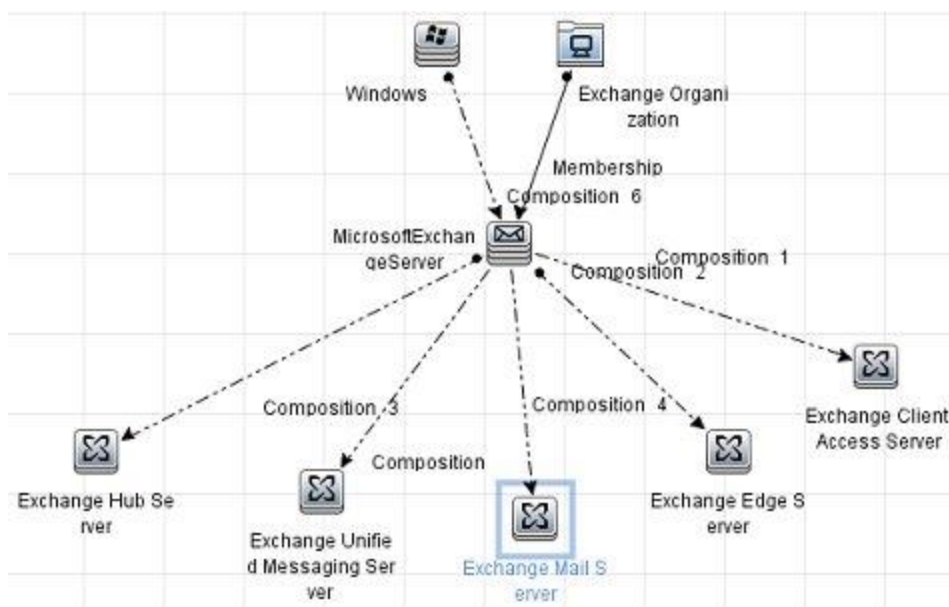 Windows
Exchange Organi
zation
Membership
Composition 6
MicrosoftExchan
geServer
Composition 1
Composition 2
Composition 3
Composition 4
Exchange Client
Access Server
Composition
Exchange Hub Se
rver
Exchange Unifie
d Messaging Ser
ver
Exchange Mail S
erver
Exchange Edge S
erver